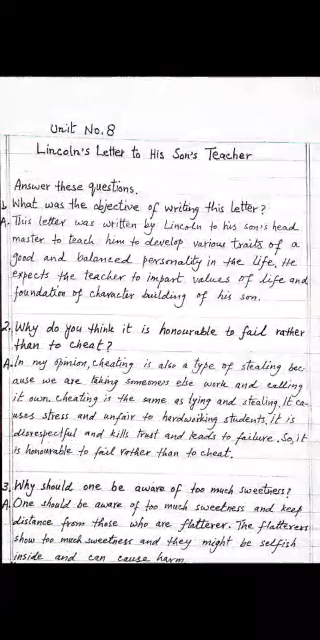 Unit No. 8
Lincoln's Letter to His Son's Teacher
Answer these questions.
1. What was the objective of writing this letter?
A. This letter was written by Lincoln to his son's head
master to teach him to develop various traits of a
good and balanced personality in the life. He
expects the teacher to impart values of life and
foundation of character building of his son.
2. Why do you think it is honourable to fail rather
than to cheat?
A. In my opinion, cheating is also a type of stealing bec-
ause we are taking someones else work and calling
it own. Cheating is the same as lying and stealing. It ca-
uses stress and unfair to hardworking students. it is
disrespectful and kills trust and leads to failure. So, it
is honourable to fail rather than to cheat.
3. Why should one be aware of too much sweetness?
A. One should be aware of too much sweetness and keep
distance from those who are flatterer. The flatterers
show too much sweetness and they might be selfish
inside and can cause harm